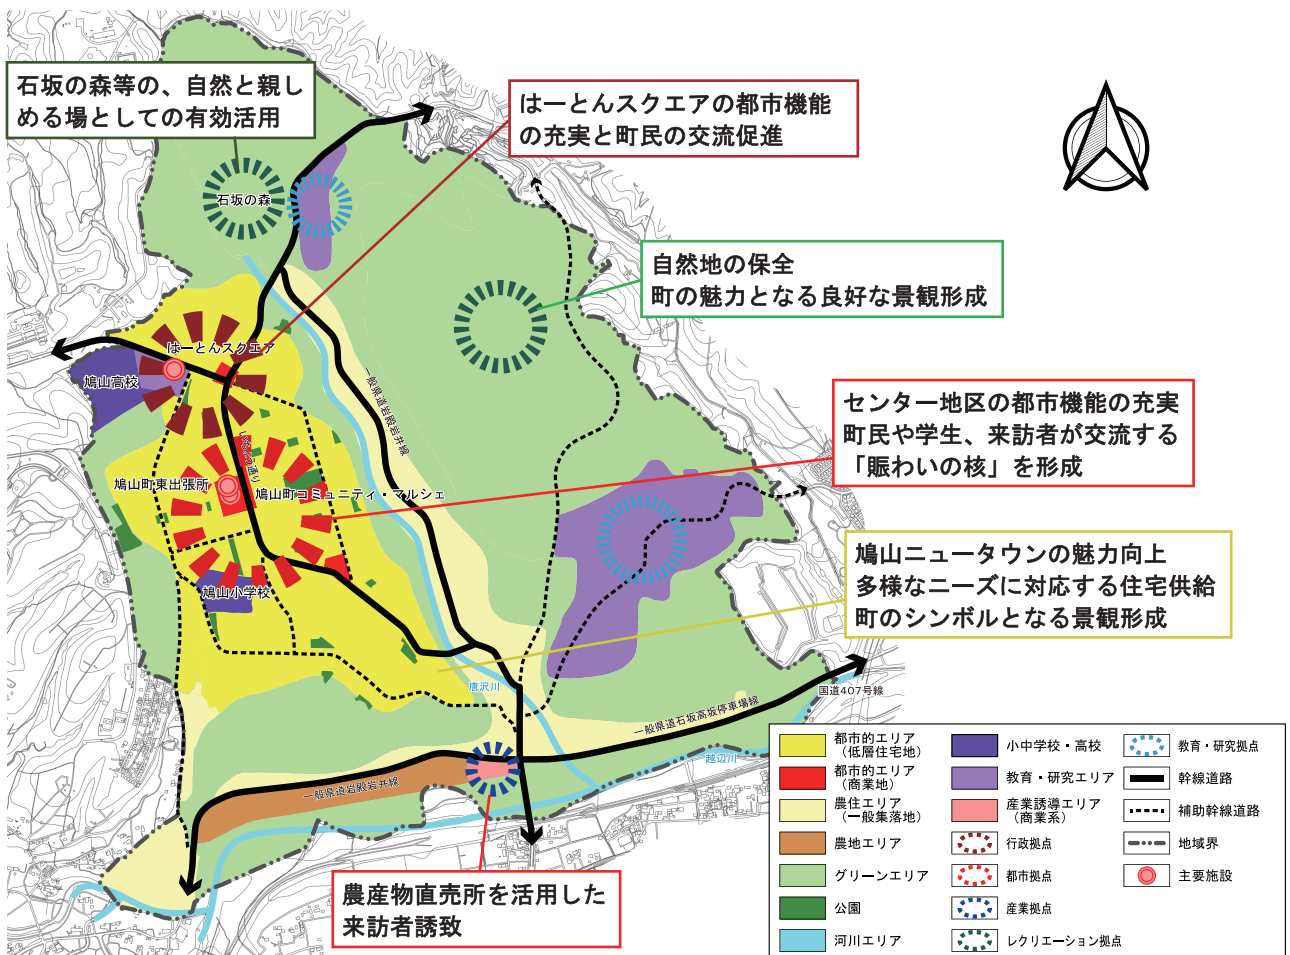 石坂の森等の、自然と親し
める場としての有効活用
はーとんスクエアの都市機能
の充実と町民の交流促進
石坂の森
自然地の保全
町の魅力となる良好な景観形成
はーとんスクエア
鳩山高校
一般県道岩殿岩井線
センター地区の都市機能の充実
町民や学生、来訪者が交流する
「賑わいの核」を形成
鳩山町東出張所
鳩山町コミュニティ・マルシェ
鳩山ニュータウンの魅力向上
多様なニーズに対応する住宅供給
町のシンボルとなる景観形成
鳩山小学校
唐沢川
国道407号線
一般県道石坂高坂停車場線
越辺川
一般県道岩殿岩井線
農産物直売所を活用した
来訪者誘致
都市的エリア
（低層住宅地）
都市的エリア
（商業地）
農住エリア
（一般集落地）
農地エリア
グリーンエリア
公園
河川エリア
小中学校・高校
教育・研究エリア
産業誘導エリア
（商業系）
行政拠点
都市拠点
産業拠点
レクリエーション拠点
教育・研究拠点
幹線道路
補助幹線道路
地域界
主要施設